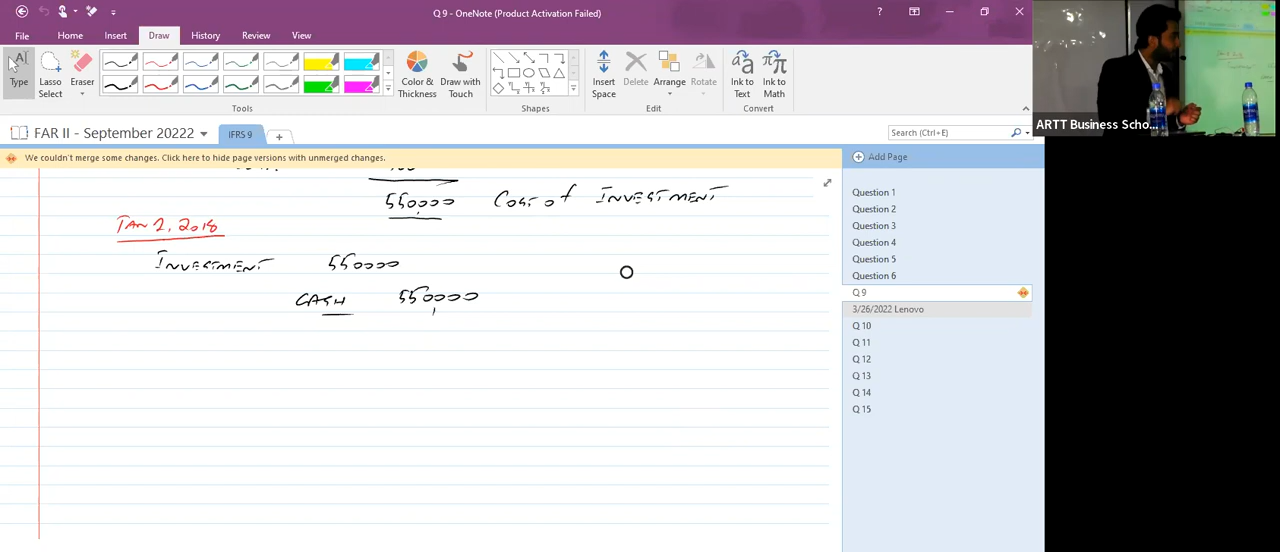 Q 9 - OneNote (Product Activation Failed)
File Home Insert Draw History Review View
Type
Lasso Select
Eraser
Color & Thickness
Draw with Touch
Insert Space
Delete
Arrange
Rotate
Ink to Text
Ink to Math
Tools
Shapes
Edit
Convert
ARTT Business Scho...
FAR II - September 20222
IFRS 9
Search (Ctrl+E)
We couldn't merge some changes. Click here to hide page versions with unmerged changes.
Add Page
550,000 Cost of INVESTMENT
JAN 2, 2018
INVESTMENT 550000
CASH 550000
Question 1
Question 2
Question 3
Question 4
Question 5
Question 6
Q 9
3/26/2022 Lenovo
Q 10
Q 11
Q 12
Q 13
Q 14
Q 15